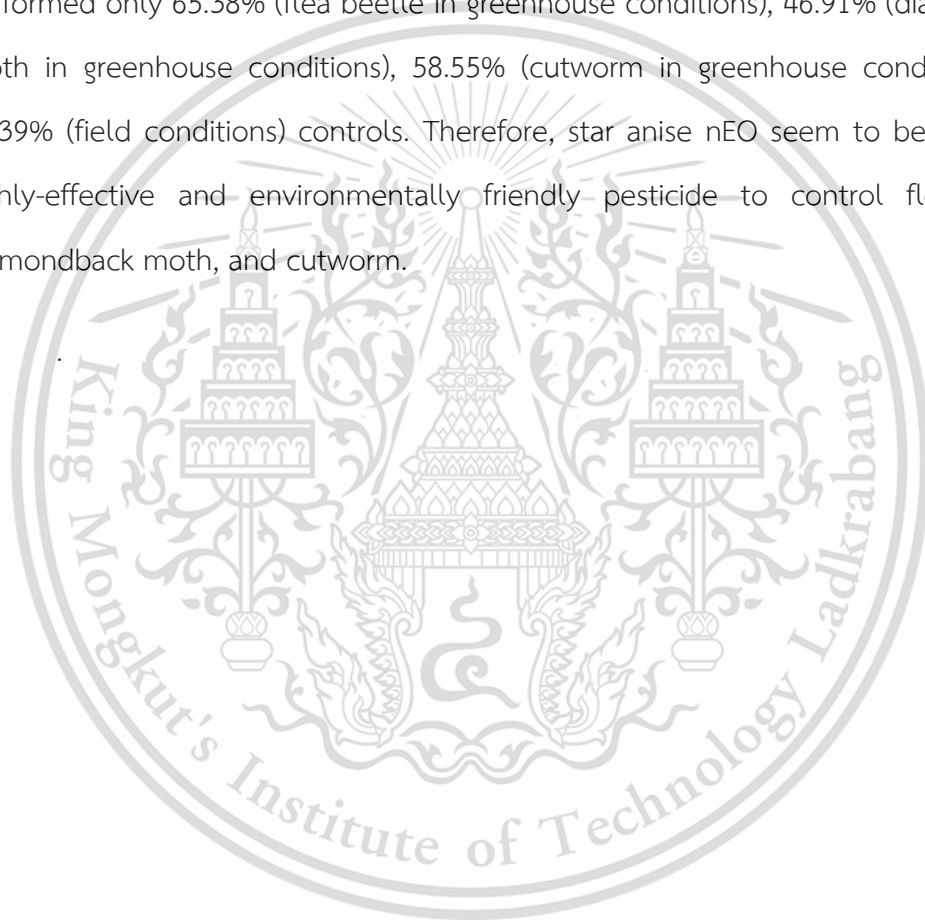 formed only 65.38% (flea beetle in greenhouse conditions), 46.91% (dia
th in greenhouse conditions), 58.55% (cutworm in greenhouse cond
39% (field conditions) controls. Therefore, star anise nEO seem to be
hly-effective and environmentally friendly pesticide to control fl
mondback moth, and cutworm.
.
King Mongkut's Institute of Technology Ladkrabang